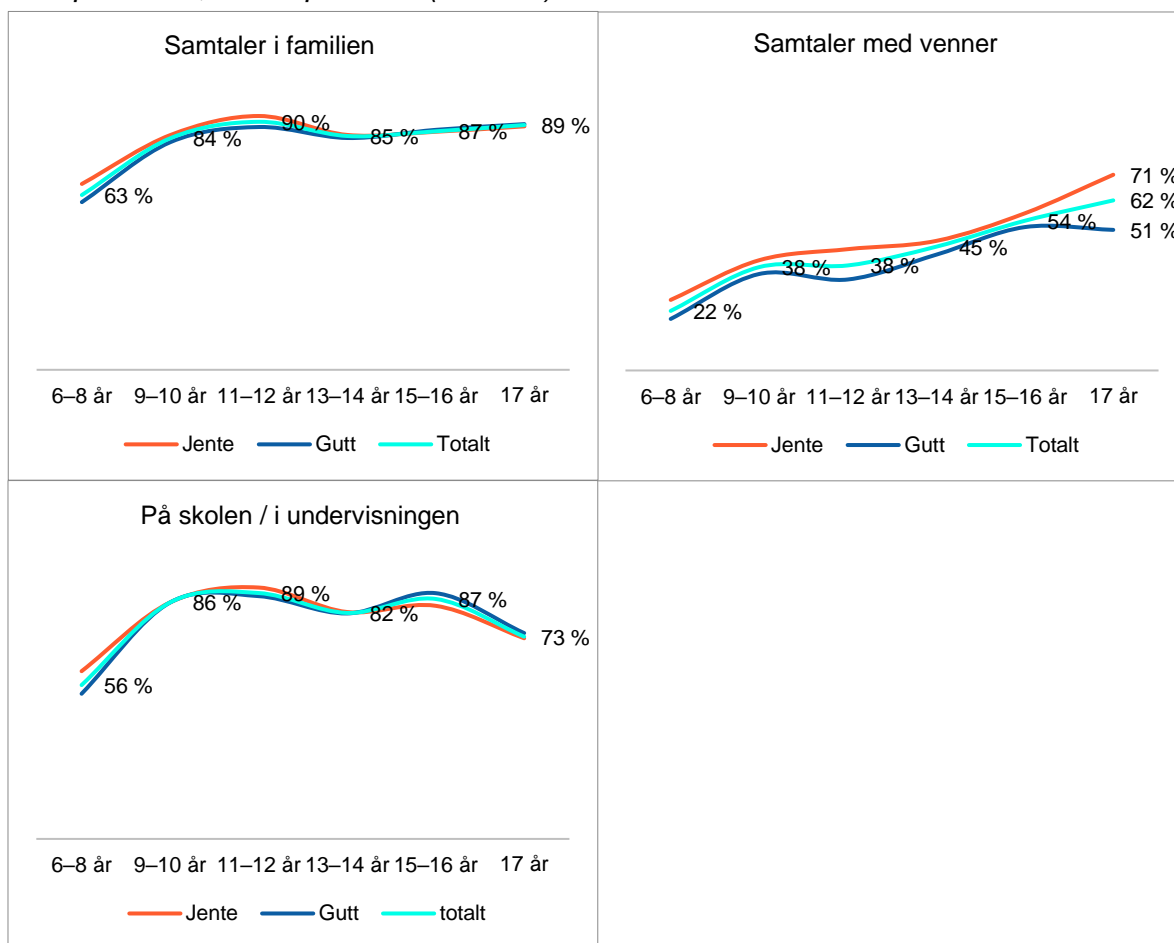 Samtaler i familien
63 %
84 %
90 %
85 %
87 %
89 %
6–8 år 9–10 år 11–12 år 13–14 år 15–16 år 17 år
Jente Gutt Totalt
Samtaler med venner
22 %
38 %
38 %
45 %
54 %
71 %
62 %
51 %
6–8 år 9–10 år 11–12 år 13–14 år 15–16 år 17 år
Jente Gutt Totalt
På skolen / i undervisningen
56 %
86 %
89 %
82 %
87 %
73 %
6–8 år 9–10 år 11–12 år 13–14 år 15–16 år 17 år
Jente Gutt totalt